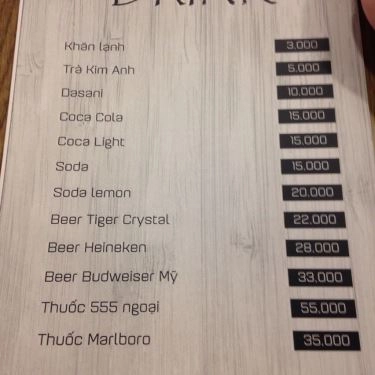 DRINK
Khăn lạnh 3.000
Trà Kim Anh 5.000
Dasani 10.000
Coca Cola 15.000
Coca Light 15.000
Soda 15.000
Soda lemon 20.000
Beer Tiger Crystal 22.000
Beer Heineken 28.000
Beer Budweiser Mỹ 33.000
Thuốc 555 ngoại 55,000
Thuốc Marlboro 35,000